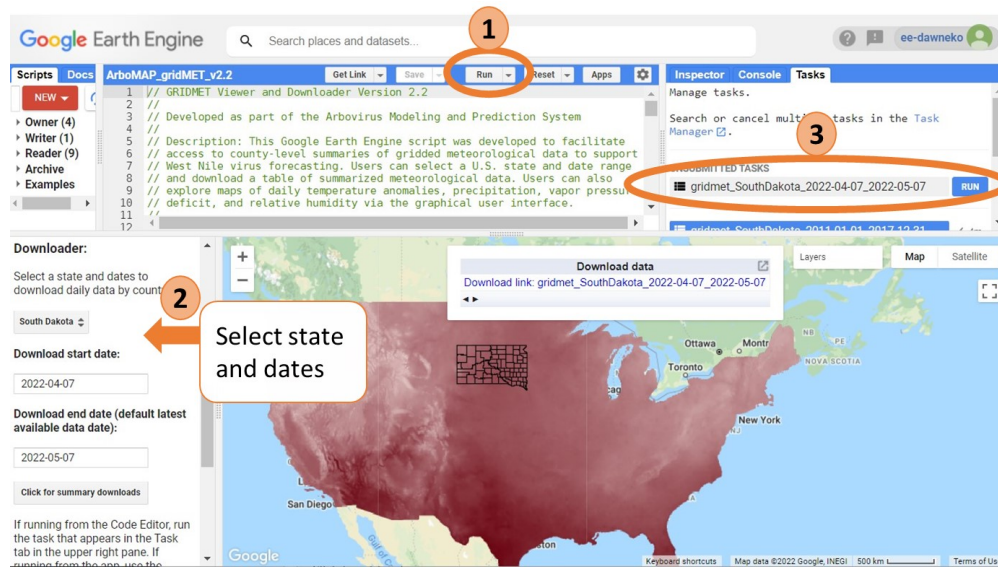 1
Google Earth Engine
Search places and datasets...
ee-dawneko
Scripts Docs
ArboMAP_gridMET_v2.2
Get Link Save Run Reset Apps
Inspector Console Tasks
NEW
Owner (4)
Writer (1)
Reader (9)
Archive
Examples
1 // GRIDMET Viewer and Downloader Version 2.2
2 //
3 // Developed as part of the Arbovirus Modeling and Prediction System
4 //
5 // Description: This Google Earth Engine script was developed to facilitate
6 // access to county-level summaries of gridded meteorological data to support
7 // West Nile virus forecasting. Users can select a U.S. state and date range
8 // and download a table of summarized meteorological data. Users can also
9 // explore maps of daily temperature anomalies, precipitation, vapor pressu
10 // deficit, and relative humidity via the graphical user interface.
11 //
12
Manage tasks.
Search or cancel multi tasks in the Task
Manager.
3
UNSUBMITTED TASKS
gridmet_SouthDakota_2022-04-07_2022-05-07 RUN
gridmet_SouthDakota_2011-01-01_2017-12-31
Downloader:
Select a state and dates to
download daily data by count
2
South Dakota
Download start date:
2022-04-07
Download end date (default latest
available data date):
2022-05-07
Click for summary downloads
If running from the Code Editor, run
the task that appears in the Task
tab in the upper right pane. If
running from the app, use the
Select state
and dates
+
−
Download data
Download link: gridmet_SouthDakota_2022-04-07_2022-05-07
Layers
Map Satellite
Ottawa
Montr
Toronto
NB
PE
NOVA SCOTIA
cag
New York
NJ
San Diego
ston
Gulf of C
Google
Keyboard shortcuts Map data ©2022 Google, INEGI 500 km Terms of Us